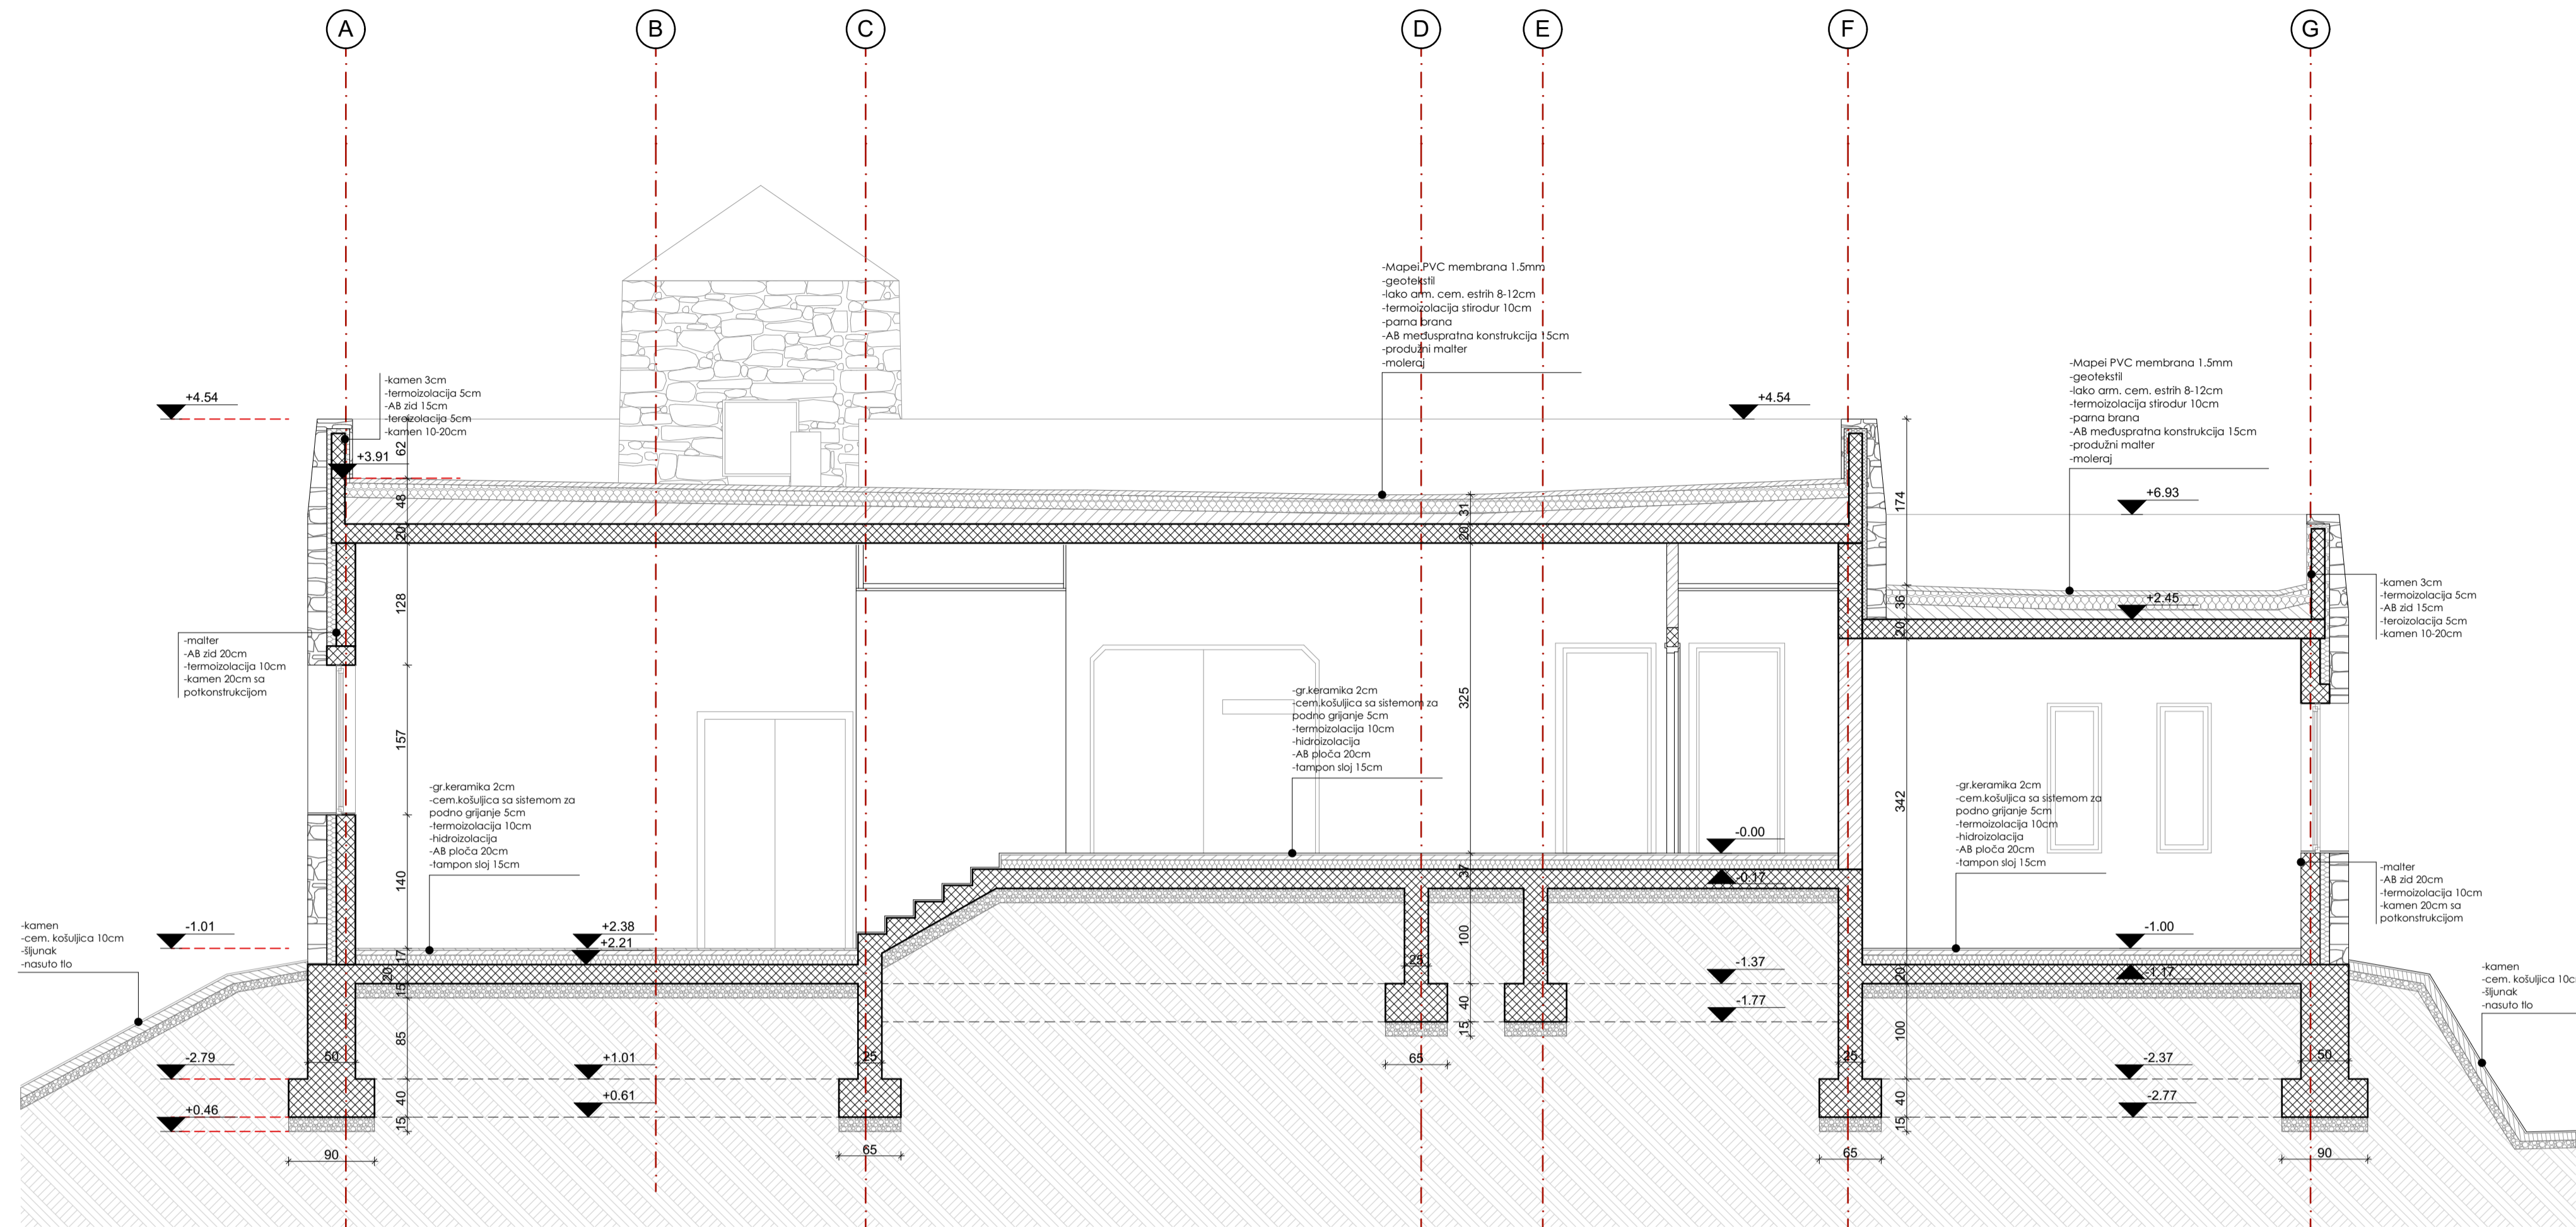 A
B
C
D
E
F
G
-Mapei PVC membrana 1.5mm
-geotekstil
-lako arm. cem. estrih 8-12cm
-termoizolacija stirodur 10cm
-parna brana
-AB međuspratna konstrukcija 15cm
-produžni malter
-moleraj
-Mapei PVC membrana 1.5mm
-geotekstil
-lako arm. cem. estrih 8-12cm
-termoizolacija stirodur 10cm
-parna brana
-AB međuspratna konstrukcija 15cm
-produžni malter
-moleraj
+4.54
-kamen 3cm
-termoizolacija 5cm
-AB zid 15cm
-teroizolacija 5cm
-kamen 10-20cm
+4.54
62
+3.91
48
20
31
20
174
+6.93
36
+2.45
20
-kamen 3cm
-termoizolacija 5cm
-AB zid 15cm
-teroizolacija 5cm
-kamen 10-20cm
128
-malter
-AB zid 20cm
-termoizolacija 10cm
-kamen 20cm sa
potkonstrukcijom
157
325
-gr.keramika 2cm
-cem.košuljica sa sistemom za
podno grijanje 5cm
-termoizolacija 10cm
-hidroizolacija
-AB ploča 20cm
-tampon sloj 15cm
342
-gr.keramika 2cm
-cem.košuljica sa sistemom za
podno grijanje 5cm
-termoizolacija 10cm
-hidroizolacija
-AB ploča 20cm
-tampon sloj 15cm
-gr.keramika 2cm
-cem.košuljica sa sistemom za
podno grijanje 5cm
-termoizolacija 10cm
-hidroizolacija
-AB ploča 20cm
-tampon sloj 15cm
-0.00
37
-0.17
140
-malter
-AB zid 20cm
-termoizolacija 10cm
-kamen 20cm sa
potkonstrukcijom
-kamen
-cem. košuljica 10cm
-šljunak
-nasuto tlo
-1.01
+2.38
+2.21
17
20
15
100
25
-1.37
40
-1.77
15
65
-1.00
-1.17
20
-kamen
-cem. košuljica 10c
-šljunak
-nasuto tlo
85
100
-2.79
50
+1.01
25
25
-2.37
50
+0.46
40
+0.61
40
-2.77
15
15
90
65
65
90